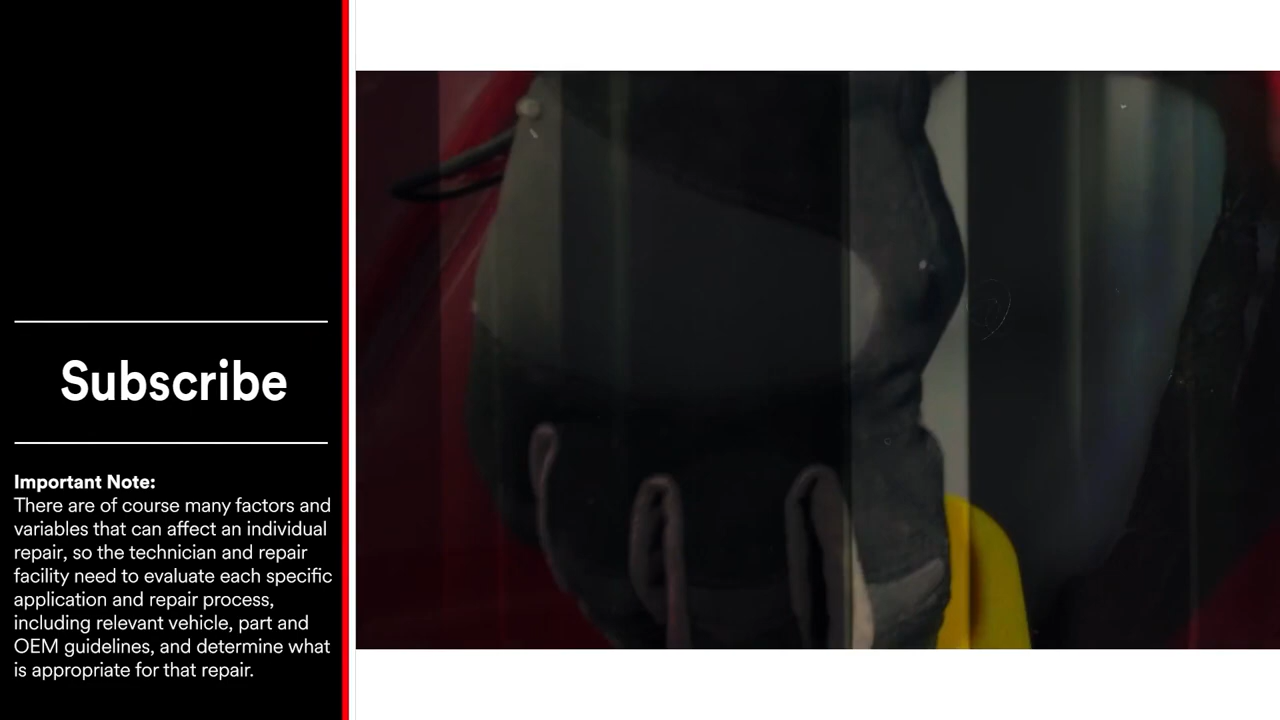 Subscribe
Important Note:
There are of course many factors and
variables that can affect an individual
repair, so the technician and repair
facility need to evaluate each specific
application and repair process,
including relevant vehicle, part and
OEM guidelines, and determine what
is appropriate for that repair.